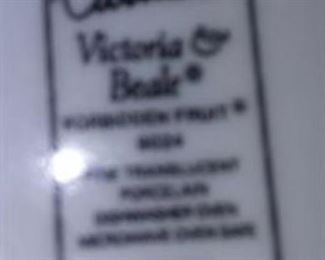 Victoria &
Beale®
FORBIDDEN FRUIT®
9024
FINE TRANSLUCENT
PORCELAIN
DISHWASHER OVEN
MICROWAVE OVEN SAFE